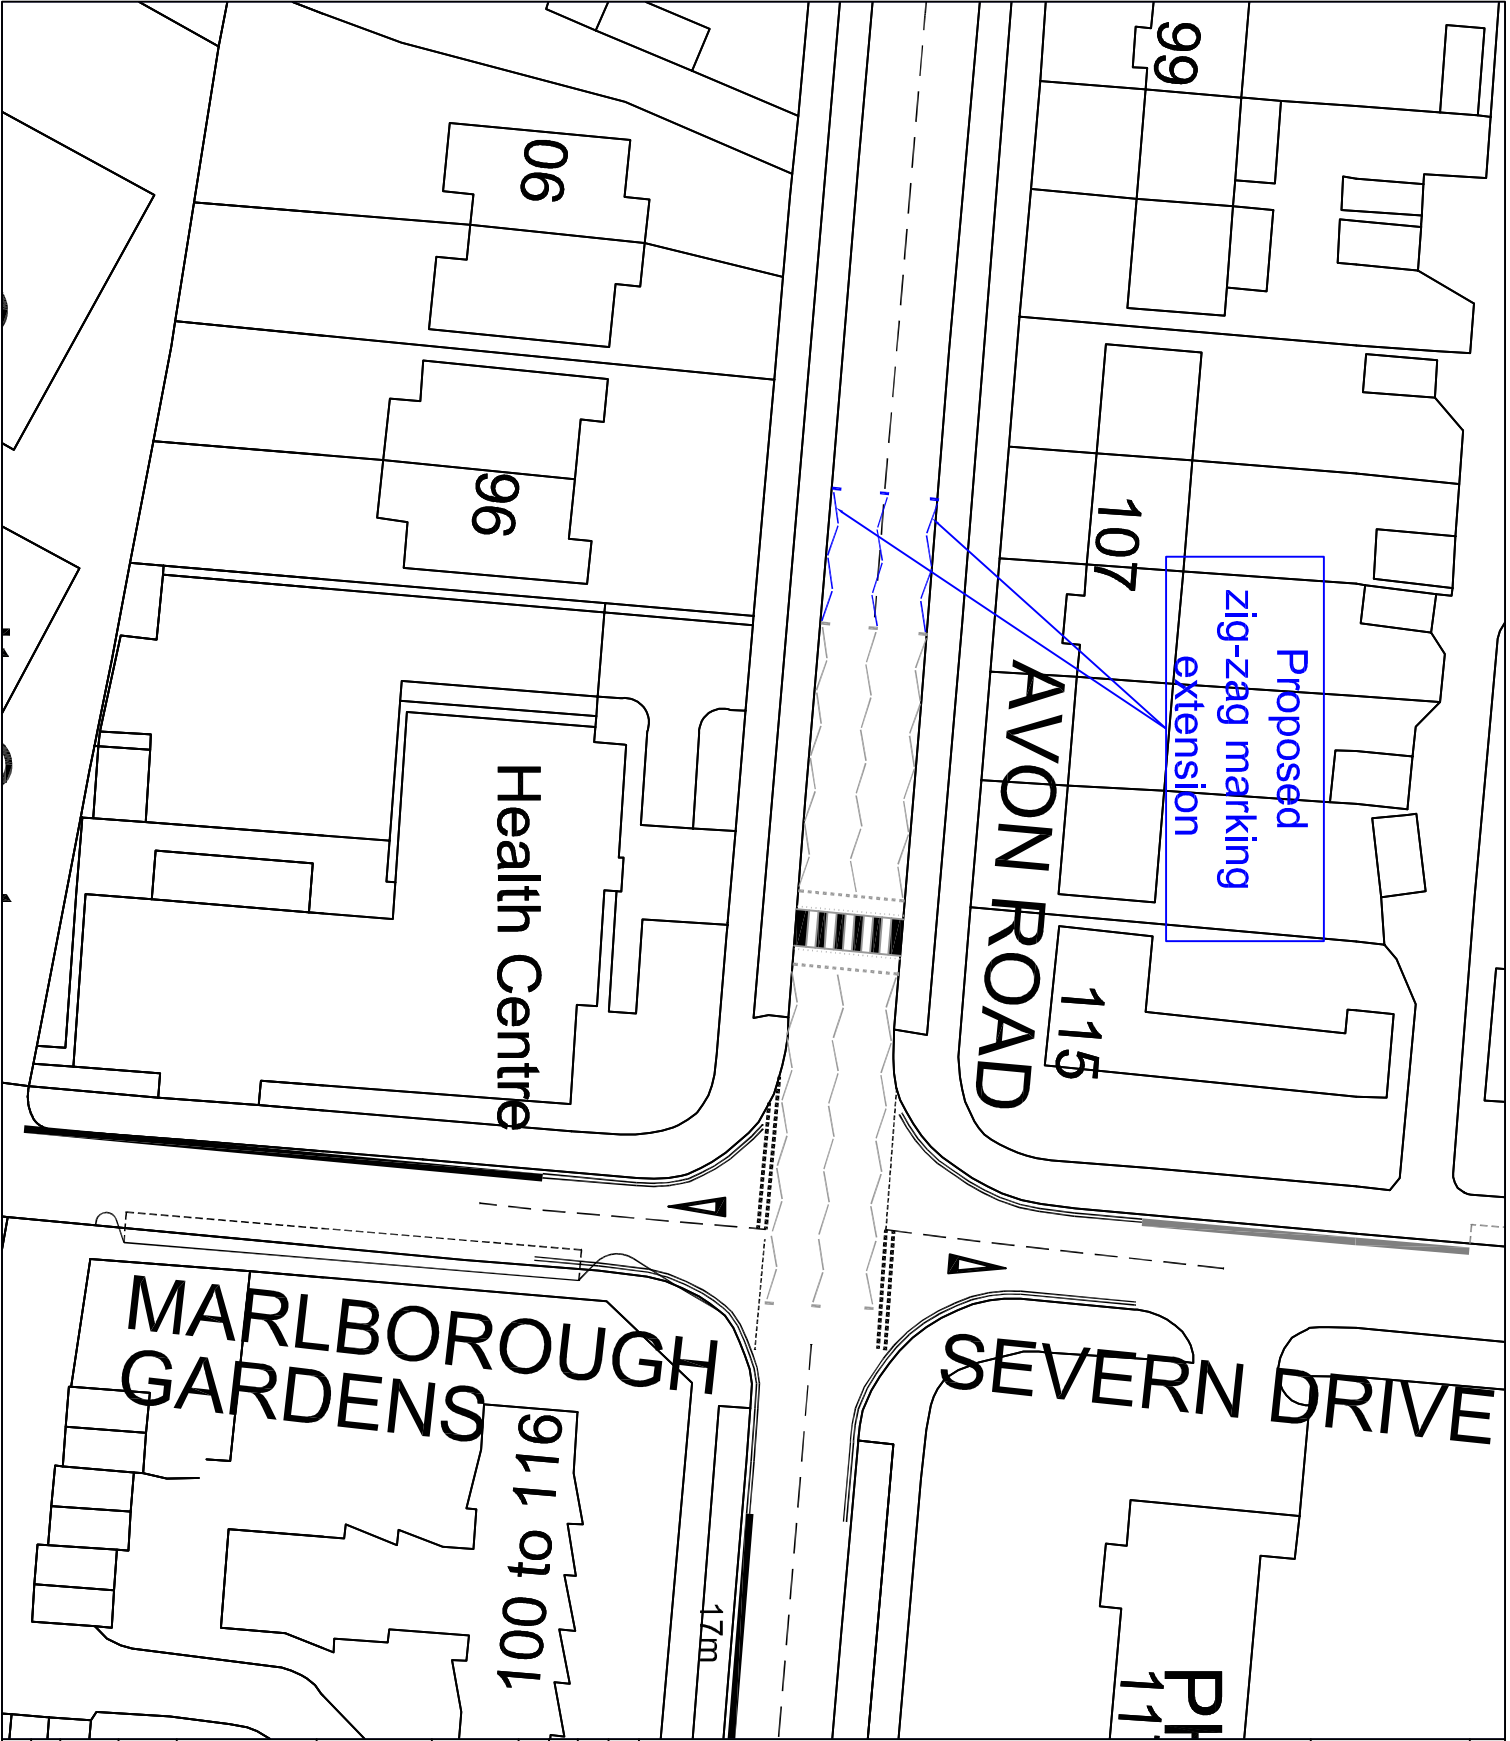 99
90
96
107
Proposed
zig-zag marking
extension
AVON ROAD
Health Centre
115
MARLBOROUGH
GARDENS
SEVERN DRIVE
100 to 116
17m